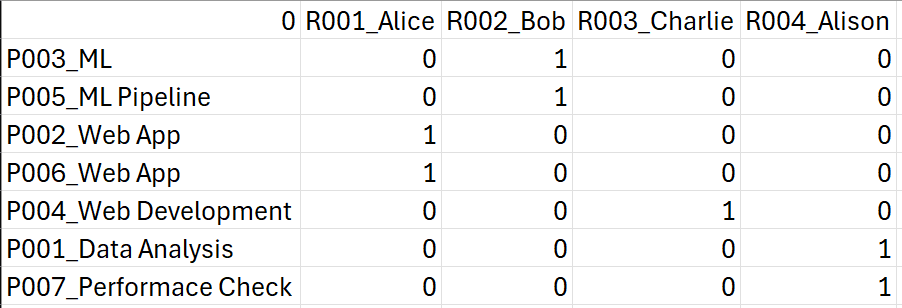 0 R001_Alice R002_Bob R003_Charlie R004_Alison
P003_ML 0 1 0 0
P005_ML Pipeline 0 1 0 0
P002_Web App 1 0 0 0
P006_Web App 1 0 0 0
P004_Web Development 0 0 1 0
P001_Data Analysis 0 0 0 1
P007_Performace Check 0 0 0 1